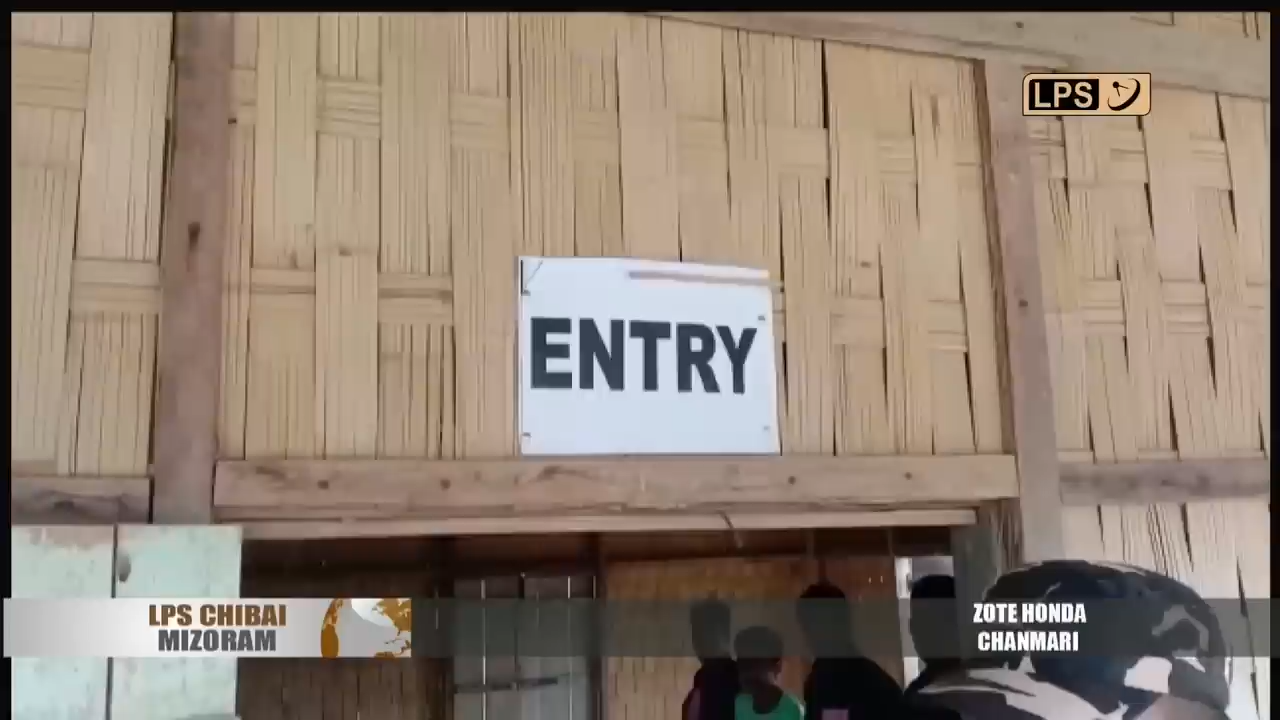 LPS
ENTRY
LPS CHIBAI
MIZORAM
ZOTE HONDA
CHANMARI